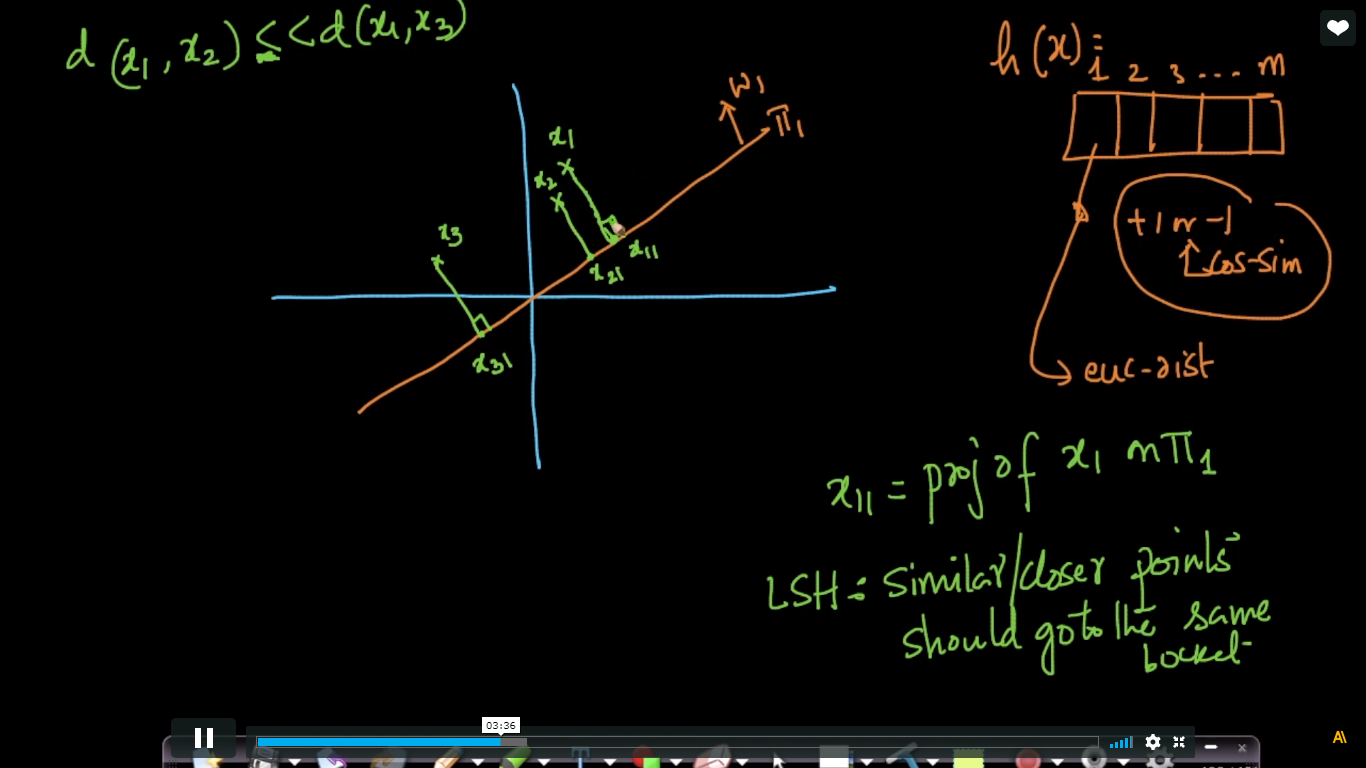 d(x1, x2) ≤ < d(x1, x3)
h(x) =
1 2 3 ... m
w1
π1
x1
x2
x3
x11
x21
x31
+1 or -1
cos-sim
euc-dist
x11 = proj of x1 on π1
LSH: Similar/closer points
should go to the same
bucket
03:36